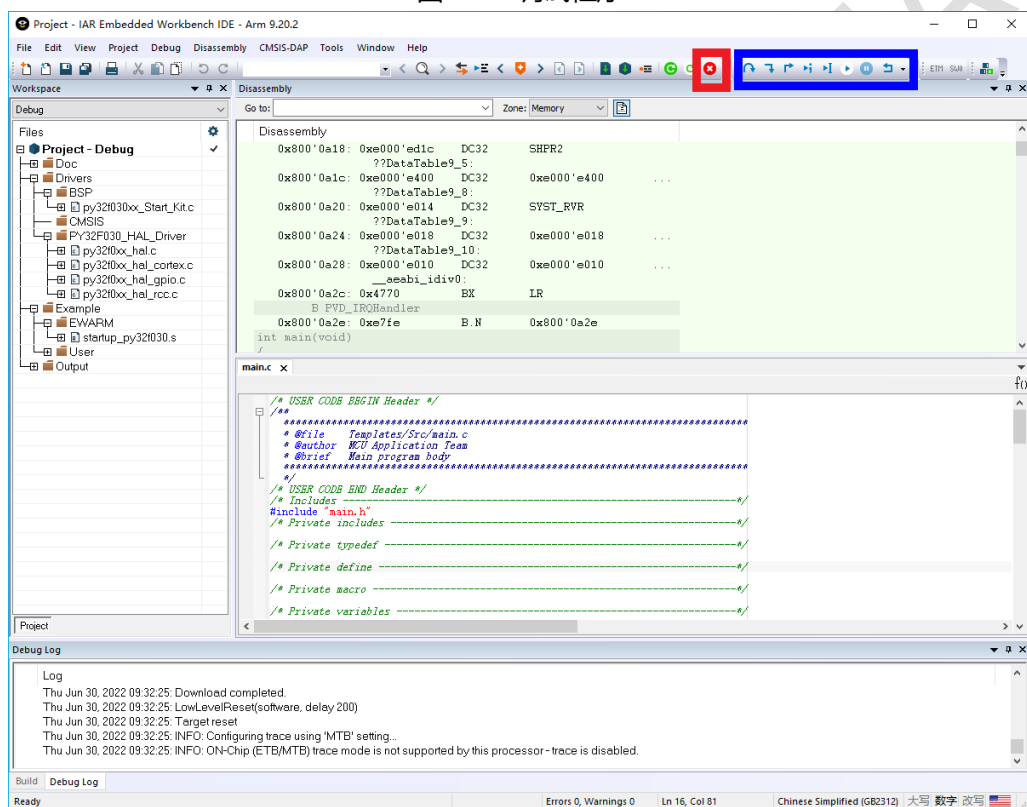 Project - IAR Embedded Workbench IDE - Arm 9.20.2
File Edit View Project Debug Disassembly CMSIS-DAP Tools Window Help
ETM SWO
Workspace
Debug
Files
Project - Debug
Doc
Drivers
BSP
py32f030xx_Start_Kit.c
CMSIS
PY32F030_HAL_Driver
py32f0xx_hal.c
py32f0xx_hal_cortex.c
py32f0xx_hal_gpio.c
py32f0xx_hal_rcc.c
Example
EWARM
startup_py32f030.s
User
Output
Project
Disassembly
Go to: Zone: Memory
Disassembly
0x800'0a18: 0xe000'ed1c DC32 SHPR2
??DataTable9_5:
0x800'0a1c: 0xe000'e400 DC32 0xe000'e400 ...
??DataTable9_8:
0x800'0a20: 0xe000'e014 DC32 SYST_RVR
??DataTable9_9:
0x800'0a24: 0xe000'e018 DC32 0xe000'e018 ...
??DataTable9_10:
0x800'0a28: 0xe000'e010 DC32 0xe000'e010 ...
__aeabi_idiv0:
0x800'0a2c: 0x4770 BX LR
B PVD_IRQHandler
0x800'0a2e: 0xe7fe B.N 0x800'0a2e
int main(void)
main.c
f()
/* USER CODE BEGIN Header */
/**
******************************************************************************
* @file Templates/Src/main.c
* @author MCU Application Team
* @brief Main program body
******************************************************************************
*/
/* USER CODE END Header */
/* Includes ------------------------------------------------------------------*/
#include "main.h"
/* Private includes ----------------------------------------------------------*/
/* Private typedef -----------------------------------------------------------*/
/* Private define ------------------------------------------------------------*/
/* Private macro -------------------------------------------------------------*/
/* Private variables ---------------------------------------------------------*/
Debug Log
Log
Thu Jun 30, 2022 09:32:25: Download completed.
Thu Jun 30, 2022 09:32:25: LowLevelReset(software, delay 200)
Thu Jun 30, 2022 09:32:25: Target reset
Thu Jun 30, 2022 09:32:25: INFO: Configuring trace using 'MTB' setting...
Thu Jun 30, 2022 09:32:25: INFO: ON-Chip (ETB/MTB) trace mode is not supported by this processor - trace is disabled.
Build Debug Log
Ready Errors 0, Warnings 0 Ln 16, Col 81 Chinese Simplified (GB2312) 大写 数字 改写